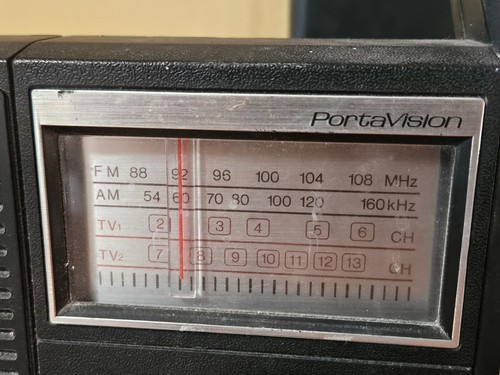 PortaVision
FM 88 92 96 100 104 108 MHz
AM 54 60 70 80 100 120 160 kHz
TV1 2 3 4 5 6 CH
TV2 7 8 9 10 11 12 13 CH